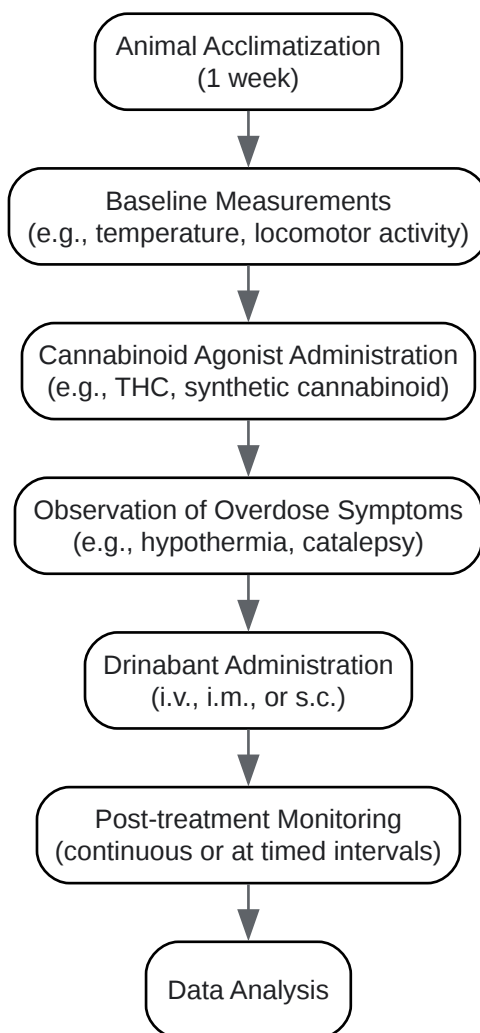 Animal Acclimatization
(1 week)
Baseline Measurements
(e.g., temperature, locomotor activity)
Cannabinoid Agonist Administration
(e.g., THC, synthetic cannabinoid)
Observation of Overdose Symptoms
(e.g., hypothermia, catalepsy)
Drinabant Administration
(i.v., i.m., or s.c.)
Post-treatment Monitoring
(continuous or at timed intervals)
Data Analysis